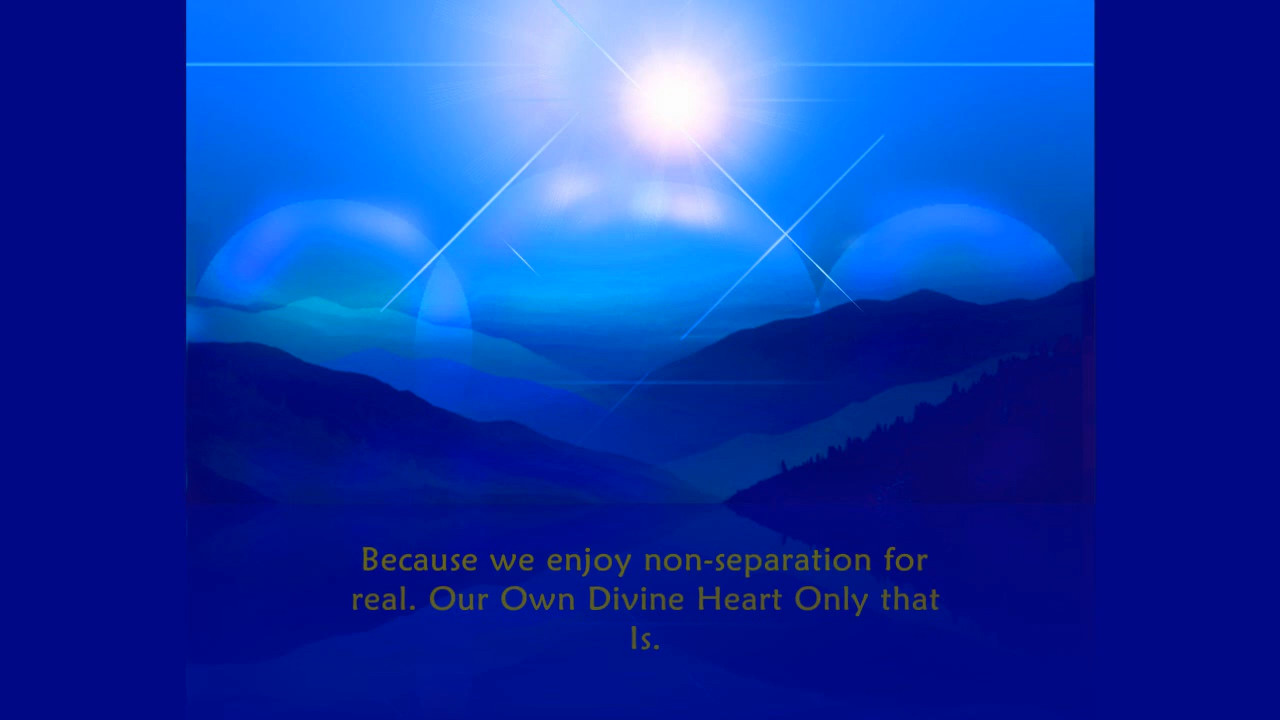 Because we enjoy non-separation for
real. Our Own Divine Heart Only that
Is.